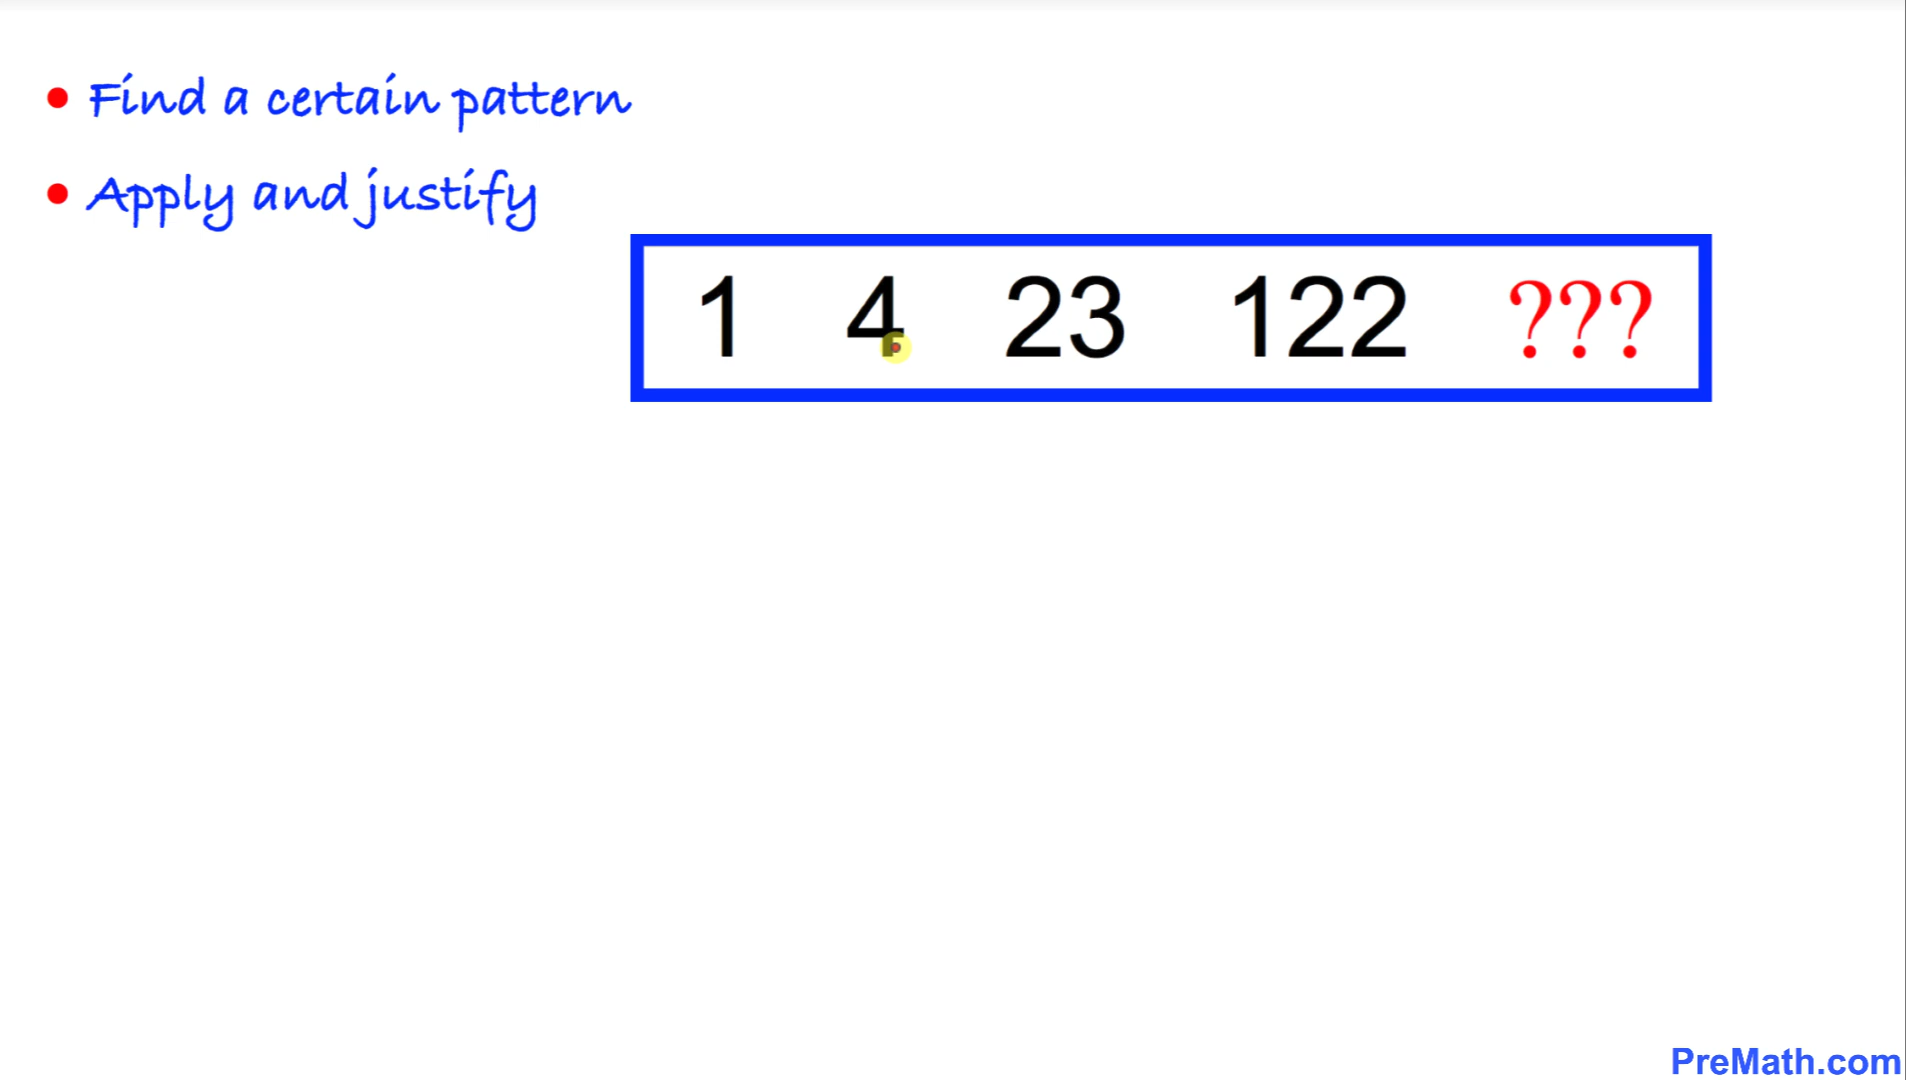 • Find a certain pattern
• Apply and justify
1 4 23 122 ???
PreMath.com